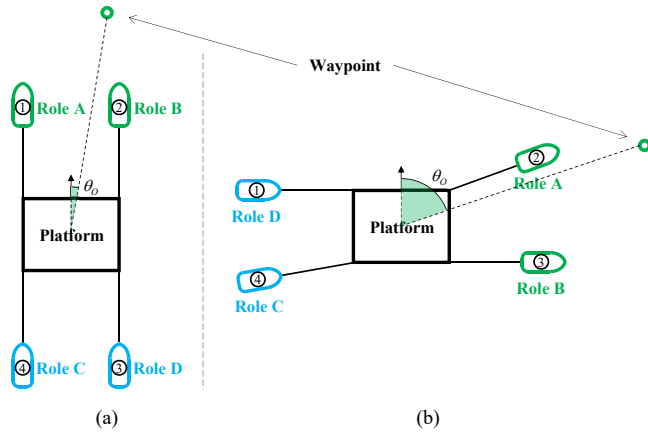 Waypoint
① Role A
② Role B
θₒ
Platform
④ Role C
③ Role D
(a)
②
Role A
θₒ
①
Role D
Platform
③
Role B
④
Role C
(b)